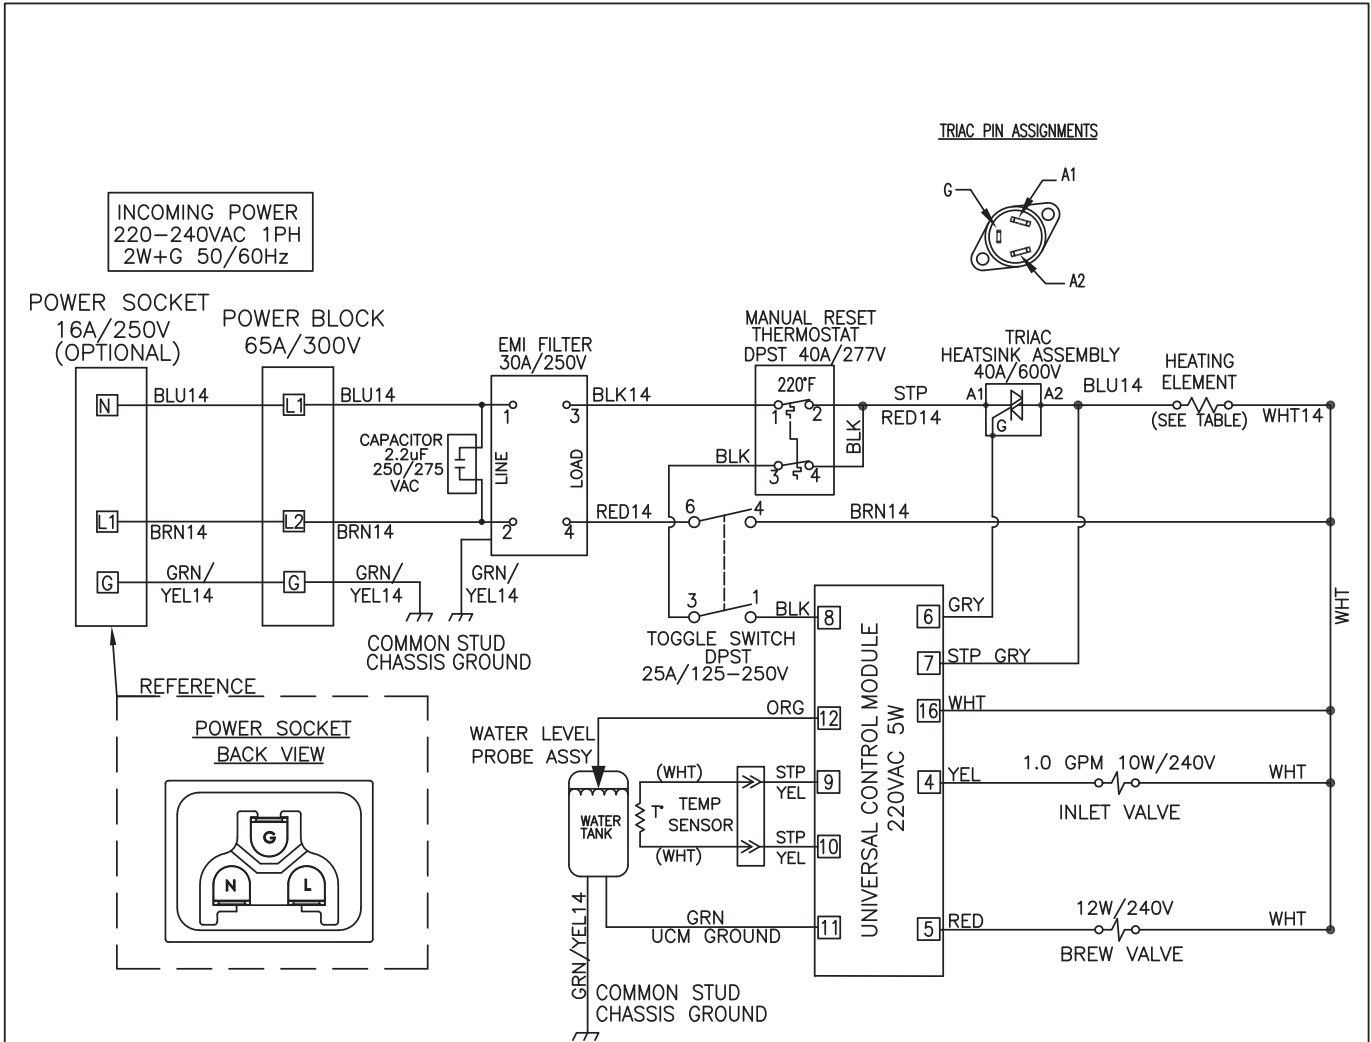 TRIAC PIN ASSIGNMENTS
A1
G
A2
INCOMING POWER
220-240VAC 1PH
2W+G 50/60Hz
POWER SOCKET
16A/250V
(OPTIONAL)
POWER BLOCK
65A/300V
EMI FILTER
30A/250V
MANUAL RESET
THERMOSTAT
DPST 40A/277V
TRIAC
HEATSINK ASSEMBLY
40A/600V
HEATING
ELEMENT
(SEE TABLE)
N
BLU14
L1
BLU14
1
3
BLK14
220°F
1
2
STP
RED14
A1
A2
G
BLU14
WHT14
CAPACITOR
2.2uF
250/275
VAC
LINE
LOAD
BLK
3
4
BLK
L1
BRN14
L2
BRN14
2
4
RED14
6
4
BRN14
G
GRN/
YEL14
G
GRN/
YEL14
GRN/
YEL14
COMMON STUD
CHASSIS GROUND
3
1
BLK
8
TOGGLE SWITCH
DPST
25A/125-250V
UNIVERSAL CONTROL MODULE
220VAC 5W
6
GRY
7
STP GRY
WHT
16
WHT
ORG
12
WATER LEVEL
PROBE ASSY
WATER
TANK
(WHT)
T°
TEMP
SENSOR
(WHT)
STP
YEL
9
STP
YEL
10
4
YEL
1.0 GPM 10W/240V
WHT
INLET VALVE
GRN
UCM GROUND
11
5
RED
12W/240V
WHT
BREW VALVE
GRN/YEL14
COMMON STUD
CHASSIS GROUND
REFERENCE
POWER SOCKET
BACK VIEW
G
N
L